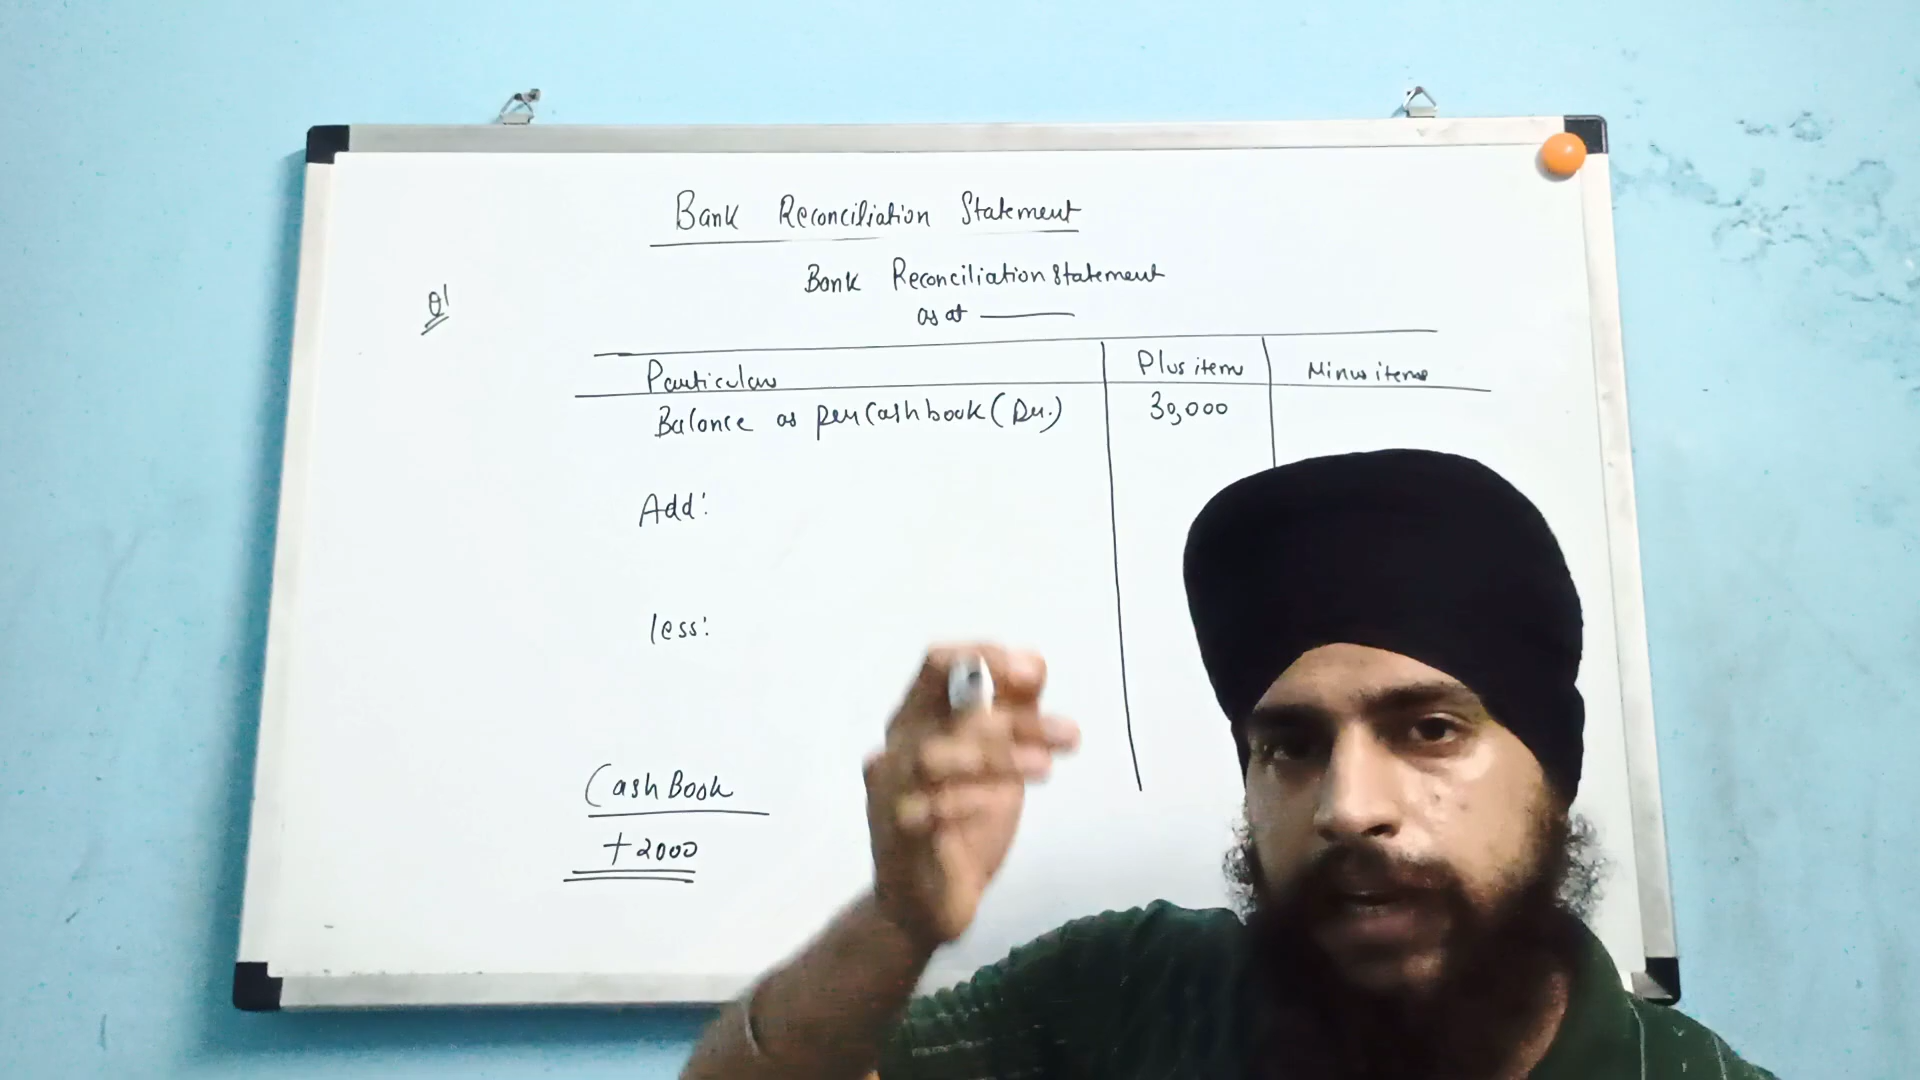 Bank Reconciliation Statement
Q1
Bank Reconciliation Statement
as at
Particulars Plus items Minus items
Balance as per Cash book (Dr.) 30,000
Add:
less:
Cash Book
+2000